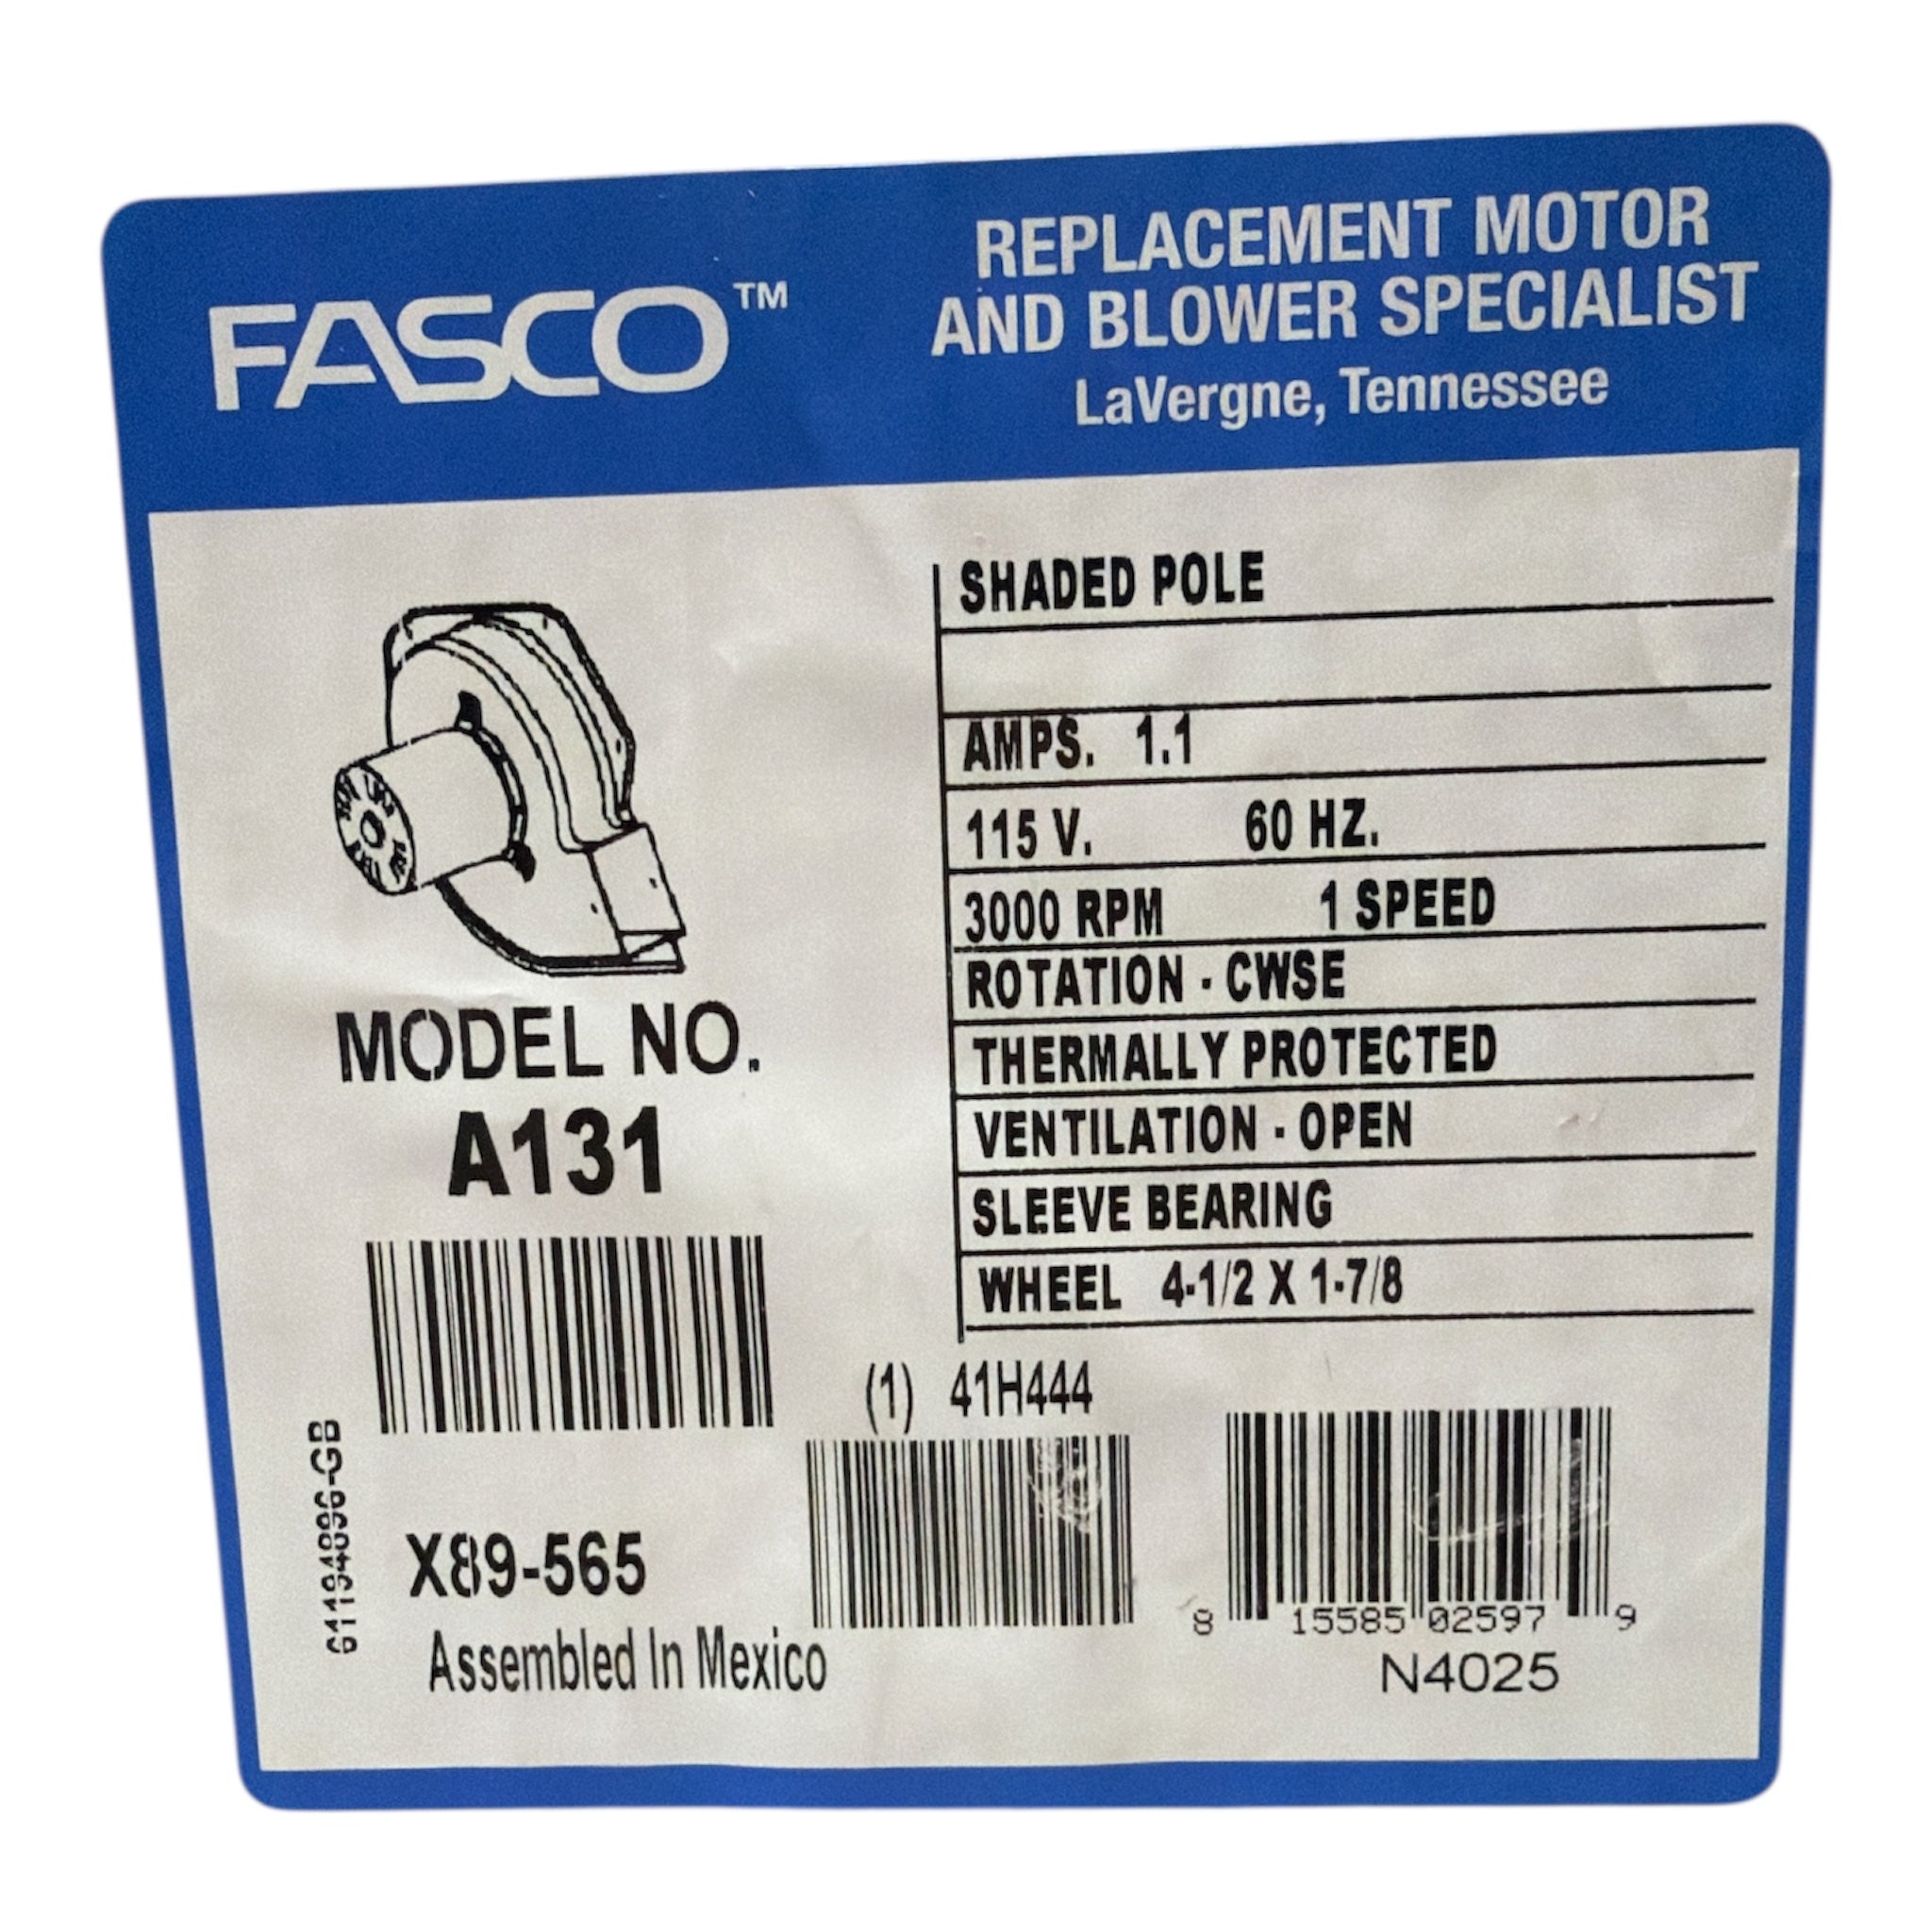 FASCO™
REPLACEMENT MOTOR
AND BLOWER SPECIALIST
LaVergne, Tennessee
SHADED POLE
AMPS. 1.1
115 V. 60 HZ.
3000 RPM 1 SPEED
ROTATION - CWSE
THERMALLY PROTECTED
VENTILATION - OPEN
SLEEVE BEARING
WHEEL 4-1/2 X 1-7/8
MODEL NO.
A131
61194896-GB
X89-565
Assembled In Mexico
(1) 41H444
8 15585 02597 9
N4025